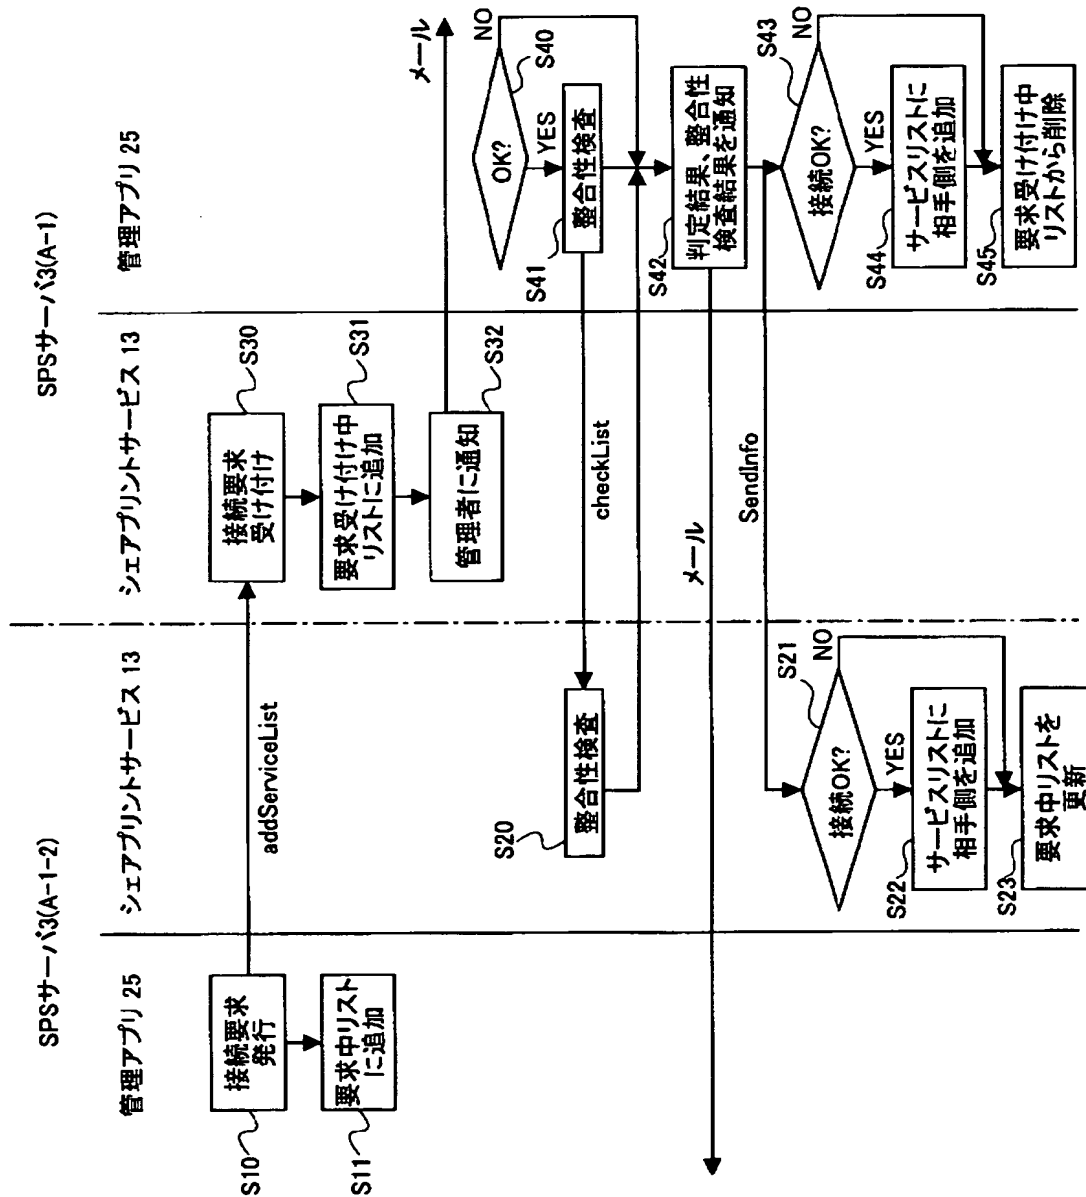 SPSサーバ3(A-1-2)
SPSサーバ3(A-1)
管理アプリ 25
シェアプリントサービス 13
シェアプリントサービス 13
管理アプリ 25
S10
接続要求
発行
addServiceList
接続要求
受け付け
S30
S11
要求中リスト
に追加
要求受け付け中
リストに追加
S31
管理者に通知
S32
メール
OK?
NO
S40
YES
S41
整合性検査
checkList
S20
整合性検査
S42
判定結果、整合性
検査結果を通知
メール
SendInfo
接続OK?
S21
NO
YES
S22
サービスリストに
相手側を追加
S23
要求中リストを
更新
接続OK?
S43
NO
YES
S44
サービスリストに
相手側を追加
S45
要求受け付け中
リストから削除